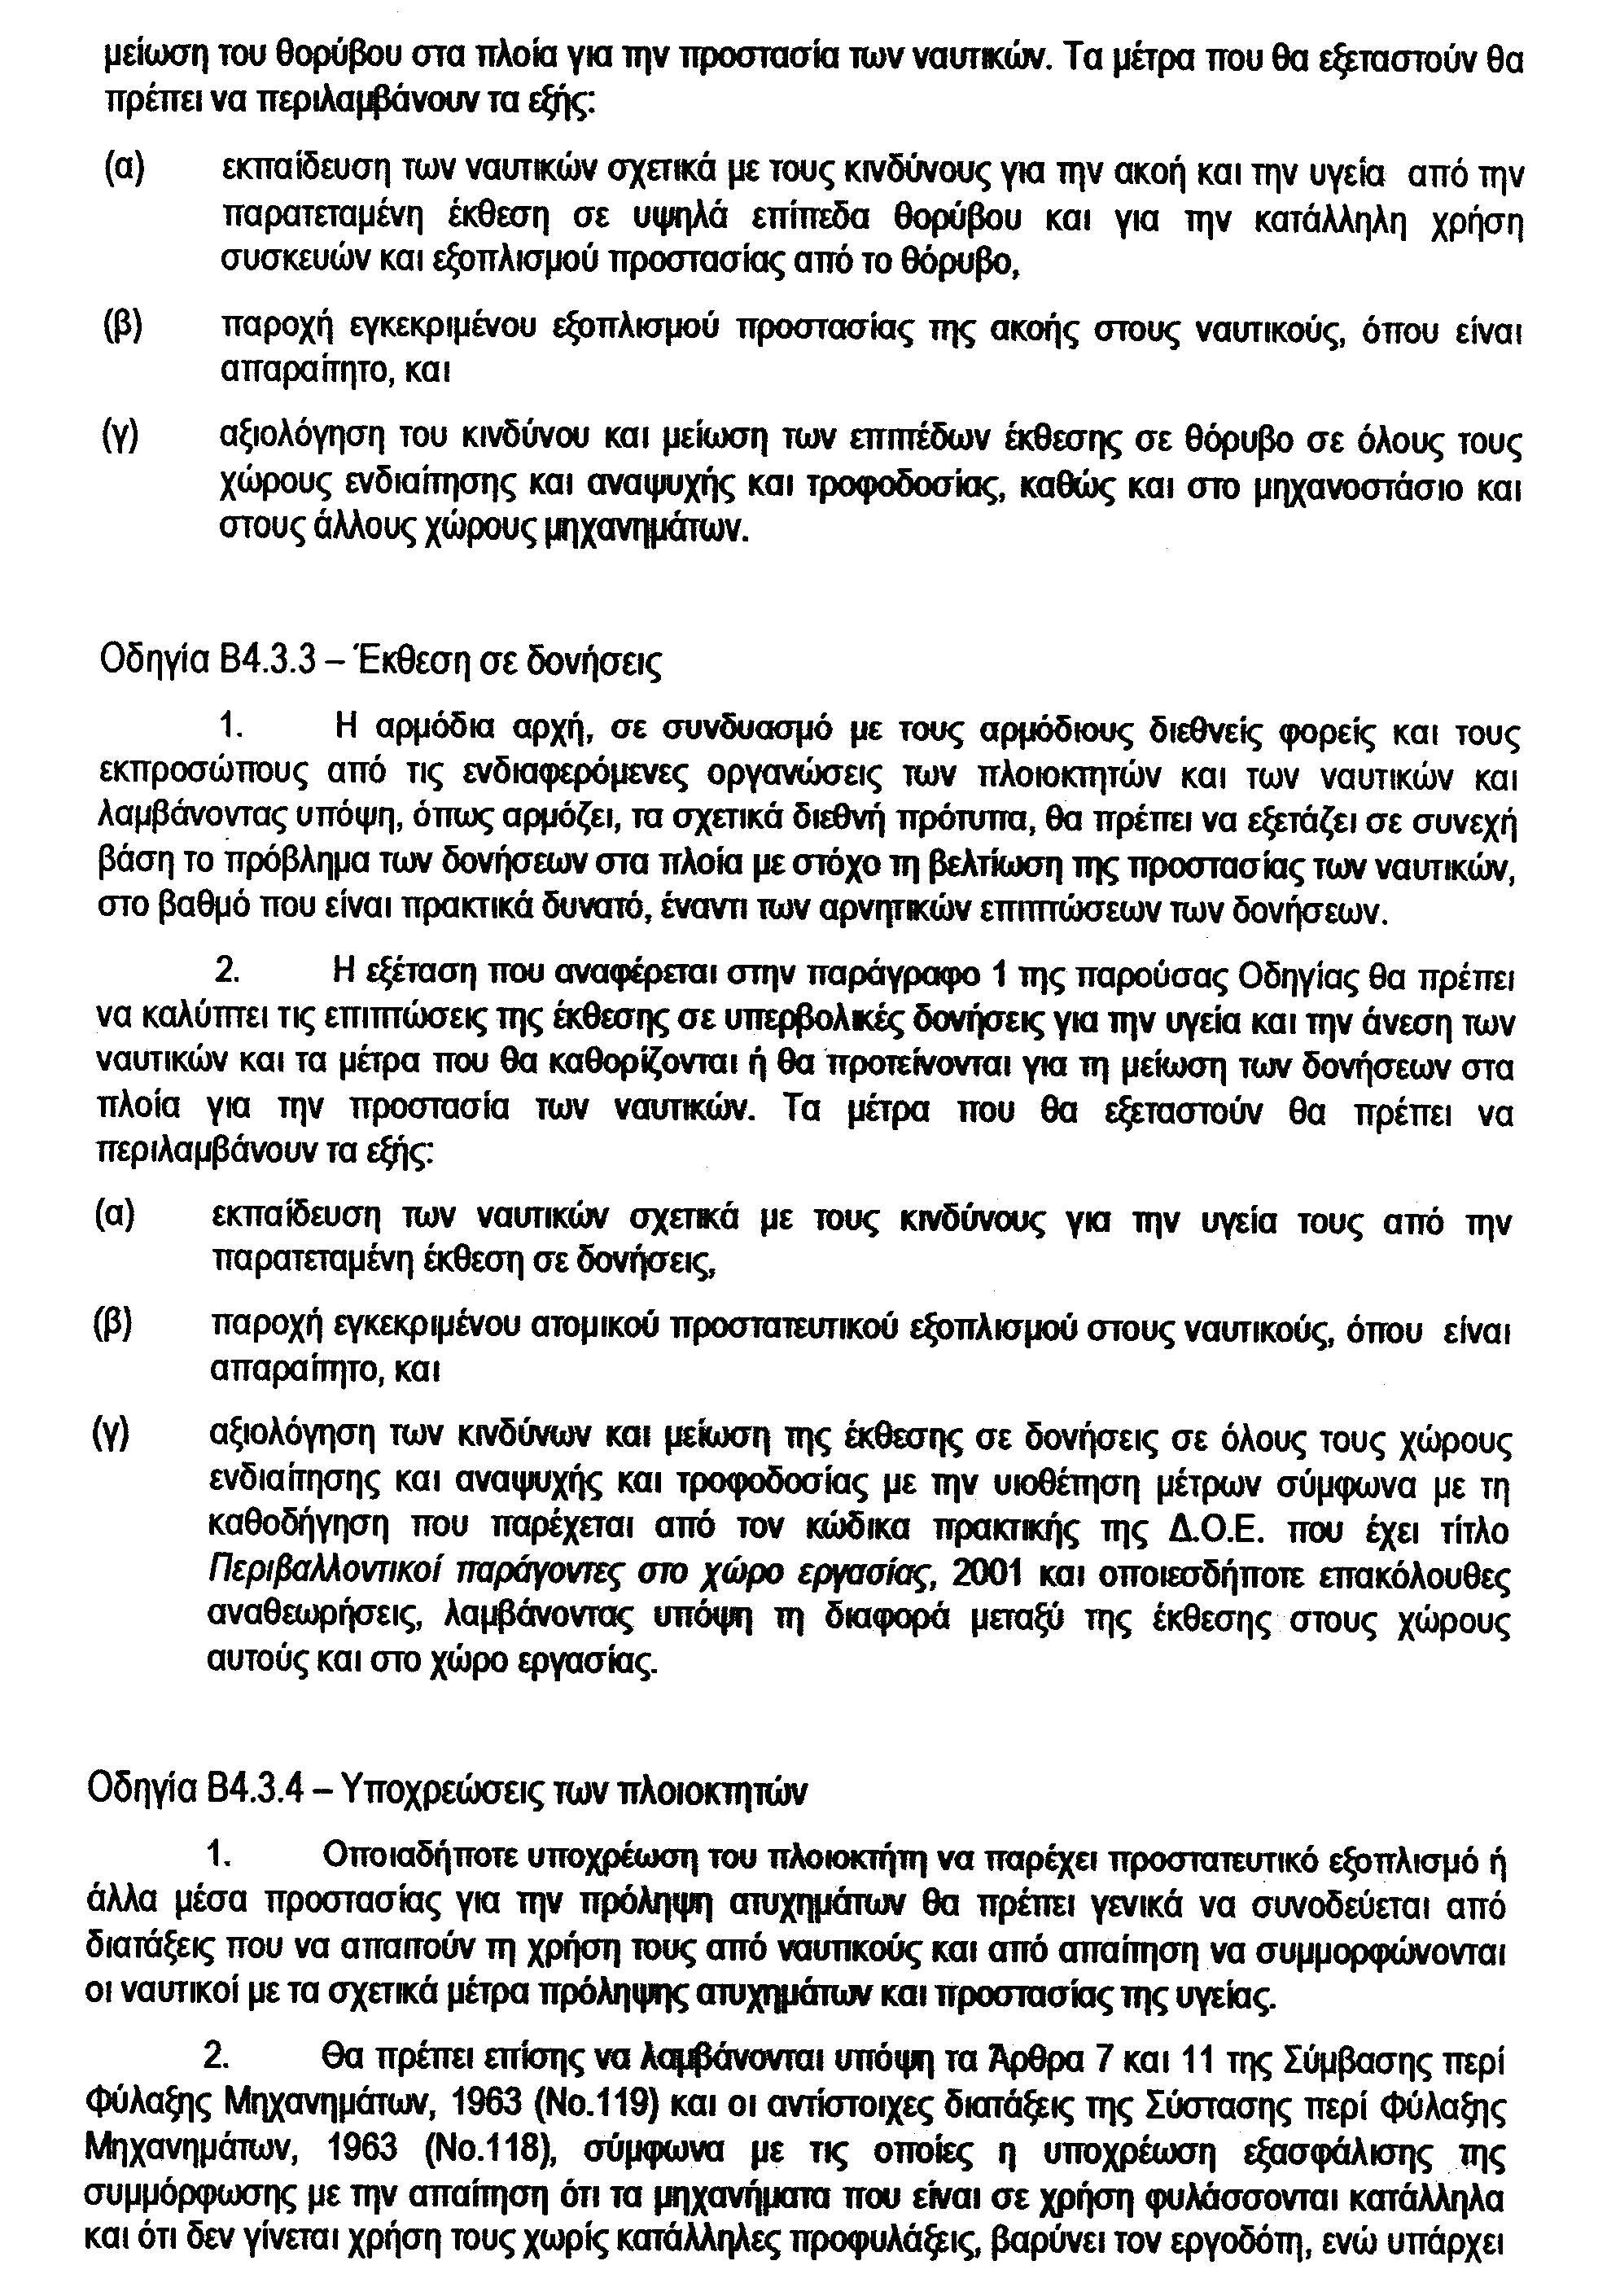 μείωση του θορύβου στα πλοία για την προστασία των ναυτικών. Τα μέτρα που θα εξεταστούν θα
πρέπει να περιλαμβάνουν τα εξής:
(α) εκπαίδευση των ναυτικών σχετικά με τους κινδύνους για την ακοή και την υγεία από την
παρατεταμένη έκθεση σε υψηλά επίπεδα θορύβου και για την κατάλληλη χρήση
συσκευών και εξοπλισμού προστασίας από το θόρυβο,
(β) παροχή εγκεκριμένου εξοπλισμού προστασίας της ακοής στους ναυτικούς, όπου είναι
απαραίτητο, και
(γ) αξιολόγηση του κινδύνου και μείωση των επιπέδων έκθεσης σε θόρυβο σε όλους τους
χώρους ενδιαίτησης και αναψυχής και τροφοδοσίας, καθώς και στο μηχανοστάσιο και
στους άλλους χώρους μηχανημάτων.
Οδηγία Β4.3.3 – Έκθεση σε δονήσεις
1. Η αρμόδια αρχή, σε συνδυασμό με τους αρμόδιους διεθνείς φορείς και τους
εκπροσώπους από τις ενδιαφερόμενες οργανώσεις των πλοιοκτητών και των ναυτικών και
λαμβάνοντας υπόψη, όπως αρμόζει, τα σχετικά διεθνή πρότυπα, θα πρέπει να εξετάζει σε συνεχή
βάση το πρόβλημα των δονήσεων στα πλοία με στόχο τη βελτίωση της προστασίας των ναυτικών,
στο βαθμό που είναι πρακτικά δυνατό, έναντι των αρνητικών επιπτώσεων των δονήσεων.
2. Η εξέταση που αναφέρεται στην παράγραφο 1 της παρούσας Οδηγίας θα πρέπει
να καλύπτει τις επιπτώσεις της έκθεσης σε υπερβολικές δονήσεις για την υγεία και την άνεση των
ναυτικών και τα μέτρα που θα καθορίζονται ή θα προτείνονται για τη μείωση των δονήσεων στα
πλοία για την προστασία των ναυτικών. Τα μέτρα που θα εξεταστούν θα πρέπει να
περιλαμβάνουν τα εξής:
(α) εκπαίδευση των ναυτικών σχετικά με τους κινδύνους για την υγεία τους από την
παρατεταμένη έκθεση σε δονήσεις,
(β) παροχή εγκεκριμένου ατομικού προστατευτικού εξοπλισμού στους ναυτικούς, όπου είναι
απαραίτητο, και
(γ) αξιολόγηση των κινδύνων και μείωση της έκθεσης σε δονήσεις σε όλους τους χώρους
ενδιαίτησης και αναψυχής και τροφοδοσίας με την υιοθέτηση μέτρων σύμφωνα με τη
καθοδήγηση που παρέχεται από τον κώδικα πρακτικής της Δ.Ο.Ε. που έχει τίτλο
Περιβαλλοντικοί παράγοντες στο χώρο εργασίας, 2001 και οποιεσδήποτε επακόλουθες
αναθεωρήσεις, λαμβάνοντας υπόψη τη διαφορά μεταξύ της έκθεσης στους χώρους
αυτούς και στο χώρο εργασίας.
Οδηγία Β4.3.4 – Υποχρεώσεις των πλοιοκτητών
1. Οποιαδήποτε υποχρέωση του πλοιοκτήτη να παρέχει προστατευτικό εξοπλισμό ή
άλλα μέσα προστασίας για την πρόληψη ατυχημάτων θα πρέπει γενικά να συνοδεύεται από
διατάξεις που να απαιτούν τη χρήση τους από ναυτικούς και από απαίτηση να συμμορφώνονται
οι ναυτικοί με τα σχετικά μέτρα πρόληψης ατυχημάτων και προστασίας της υγείας.
2. Θα πρέπει επίσης να λαμβάνονται υπόψη τα Άρθρα 7 και 11 της Σύμβασης περί
Φύλαξης Μηχανημάτων, 1963 (Νο.119) και οι αντίστοιχες διατάξεις της Σύστασης περί Φύλαξης
Μηχανημάτων, 1963 (Νο.118), σύμφωνα με τις οποίες η υποχρέωση εξασφάλισης της
συμμόρφωσης με την απαίτηση ότι τα μηχανήματα που είναι σε χρήση φυλάσσονται κατάλληλα
και ότι δεν γίνεται χρήση τους χωρίς κατάλληλες προφυλάξεις, βαρύνει τον εργοδότη, ενώ υπάρχει